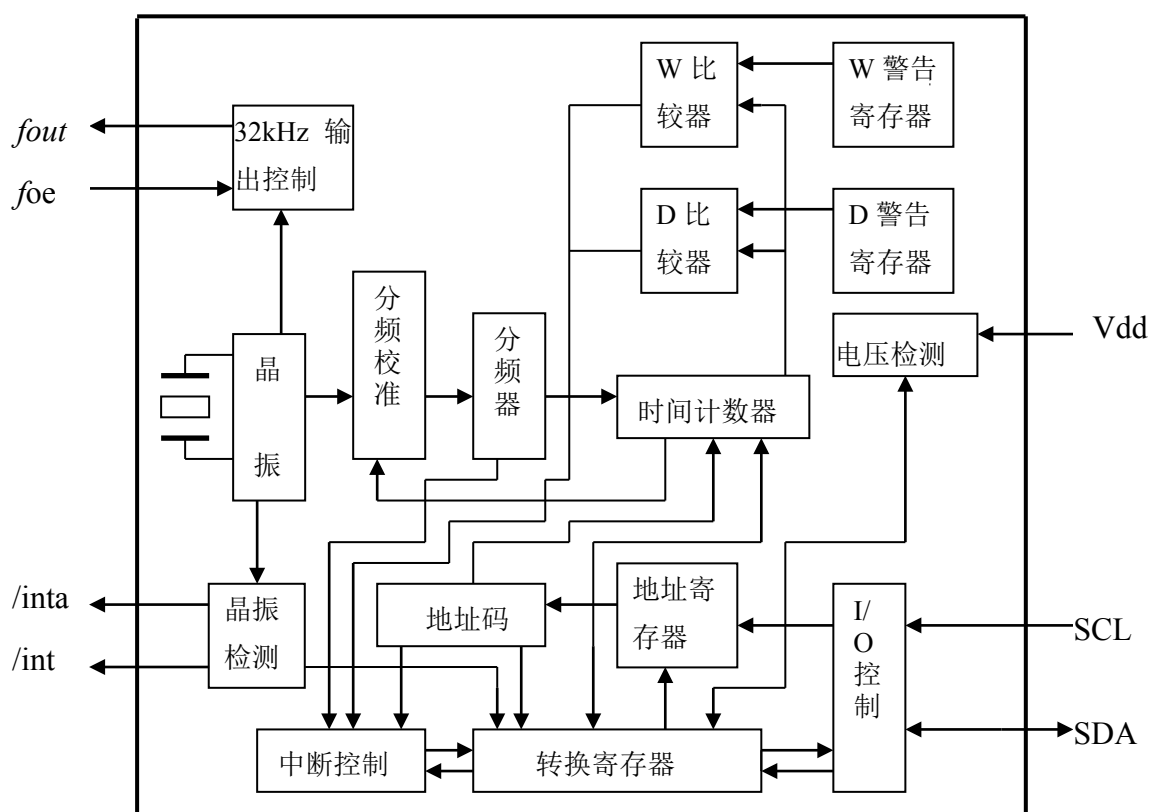 W 比
较器
W 警告
寄存器
fout
32kHz 输
出控制
foe
D 比
较器
D 警告
寄存器
分
频
校
准
分
频
器
Vdd
电压检测
晶
振
时间计数器
/inta
/int
晶振
检测
地址码
地址寄
存器
I/
O 控
制
SCL
SDA
中断控制
转换寄存器